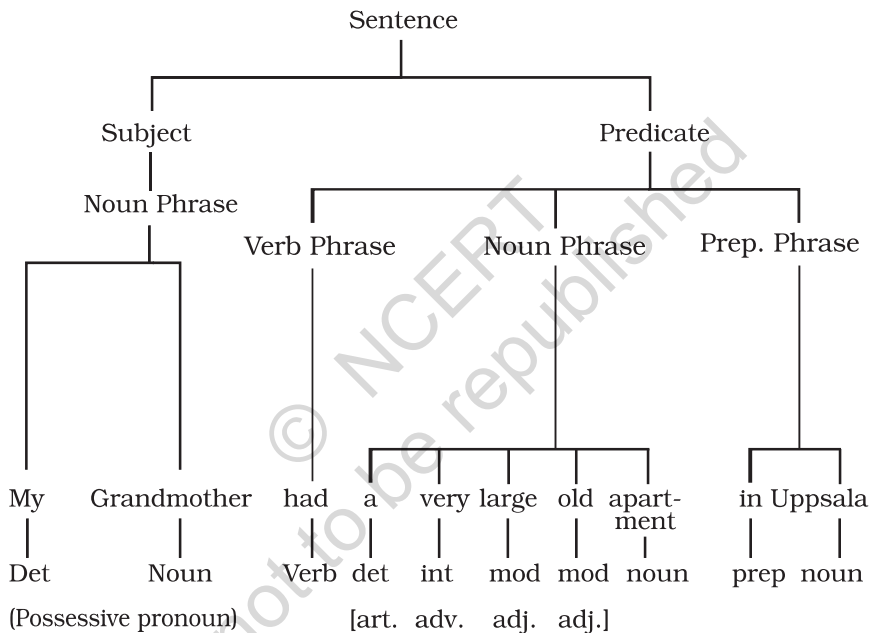 Sentence
Subject Predicate
Noun Phrase
Verb Phrase Noun Phrase Prep. Phrase
My Grandmother had a very large old apart-
ment in Uppsala
Det Noun Verb det int mod mod noun prep noun
(Possessive pronoun) [art. adv. adj. adj.]
© NCERT
not to be republished